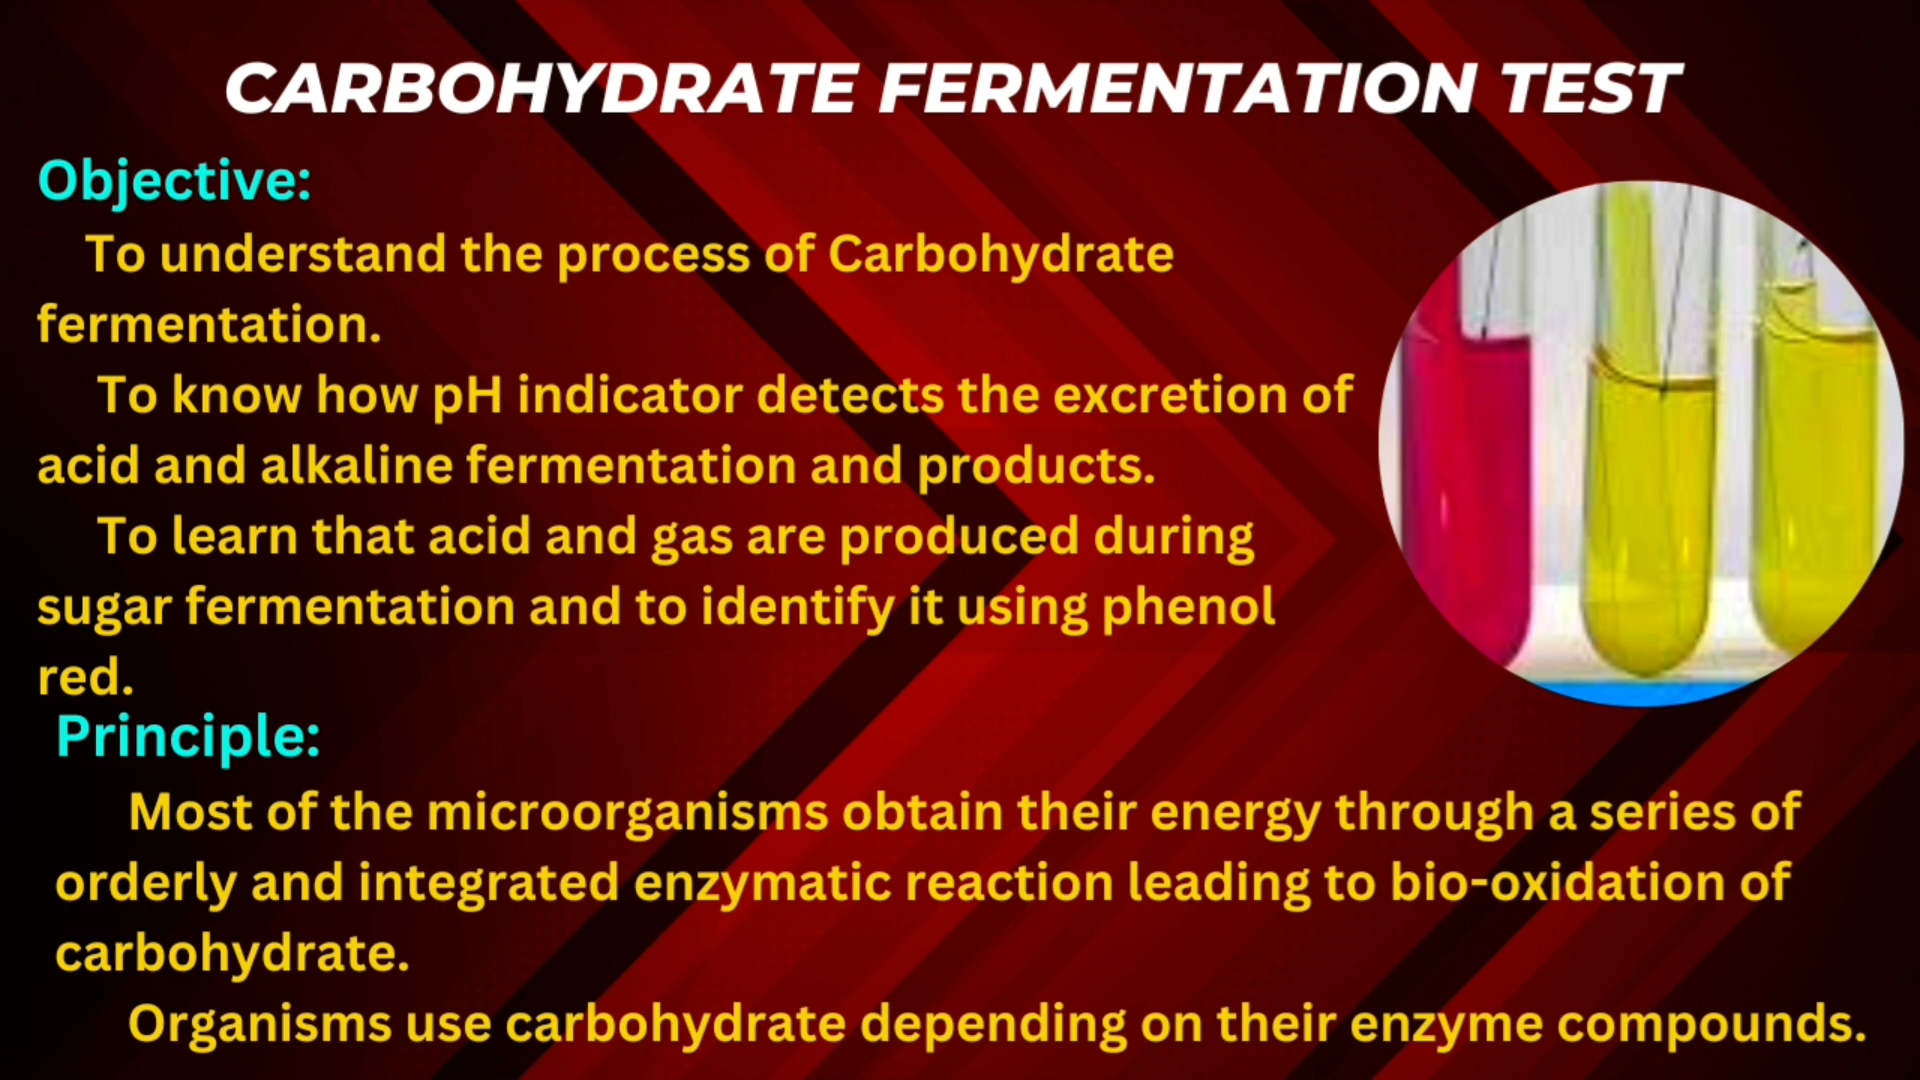 CARBOHYDRATE FERMENTATION TEST
Objective:
To understand the process of Carbohydrate
fermentation.
To know how pH indicator detects the excretion of
acid and alkaline fermentation and products.
To learn that acid and gas are produced during
sugar fermentation and to identify it using phenol
red.
Principle:
Most of the microorganisms obtain their energy through a series of
orderly and integrated enzymatic reaction leading to bio-oxidation of
carbohydrate.
Organisms use carbohydrate depending on their enzyme compounds.